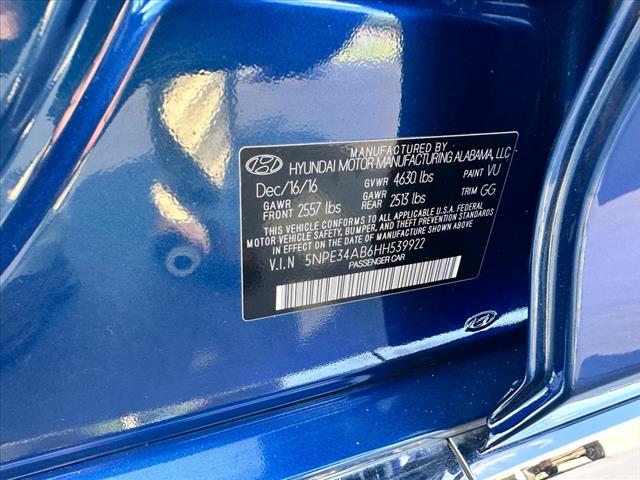 MANUFACTURED BY
HYUNDAI MOTOR MANUFACTURING ALABAMA, LLC
Dec/16/16 GVWR 4630 lbs PAINT VU
GAWR FRONT 2557 lbs GAWR REAR 2513 lbs TRIM GG
THIS VEHICLE CONFORMS TO ALL APPLICABLE U.S.A. FEDERAL
MOTOR VEHICLE SAFETY, BUMPER, AND THEFT PREVENTION STANDARDS
IN EFFECT ON THE DATE OF MANUFACTURE SHOWN ABOVE.
V.I.N 5NPE34AB6HH539922
PASSENGER CAR